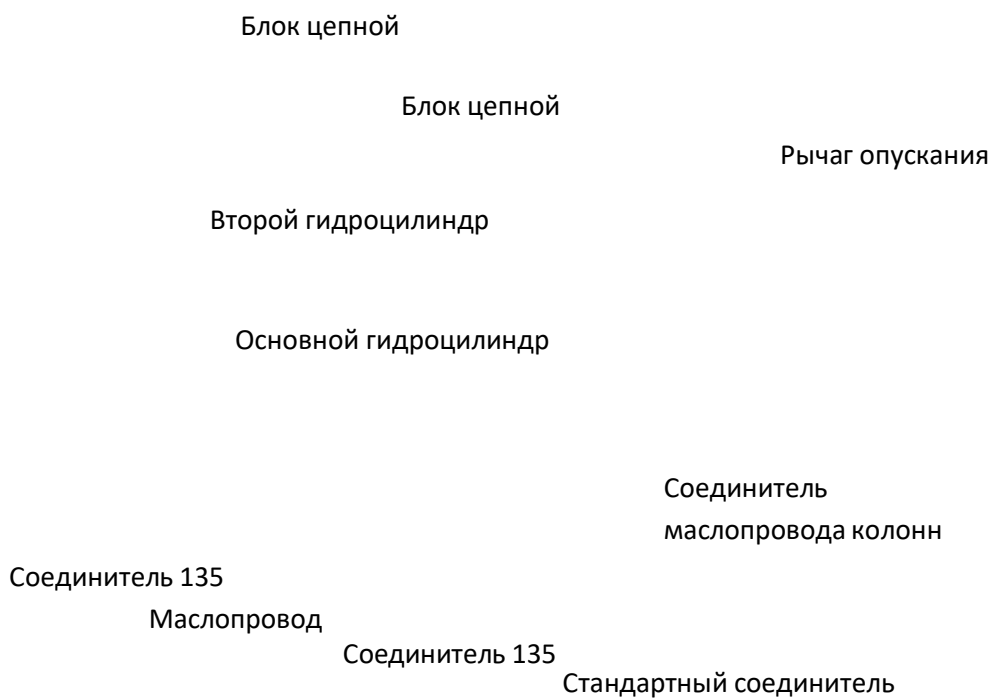 Блок цепной
Блок цепной
Рычаг опускания
Второй гидроцилиндр
Основной гидроцилиндр
Соединитель
маслопровода колонн
Соединитель 135
Маслопровод
Соединитель 135
Стандартный соединитель